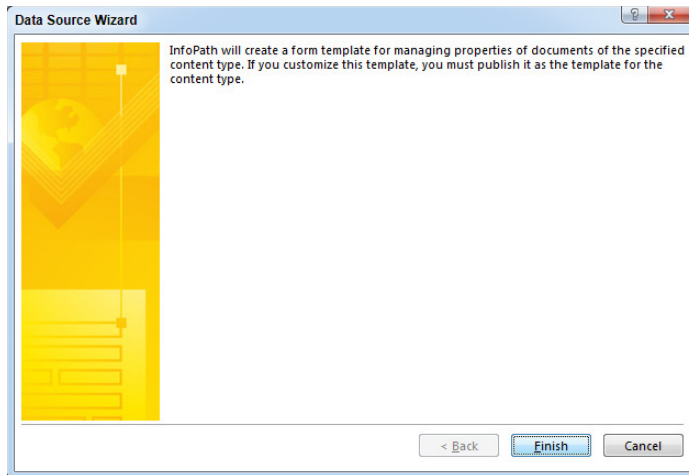 Data Source Wizard
InfoPath will create a form template for managing properties of documents of the specified
content type. If you customize this template, you must publish it as the template for the
content type.
< Back
Finish
Cancel